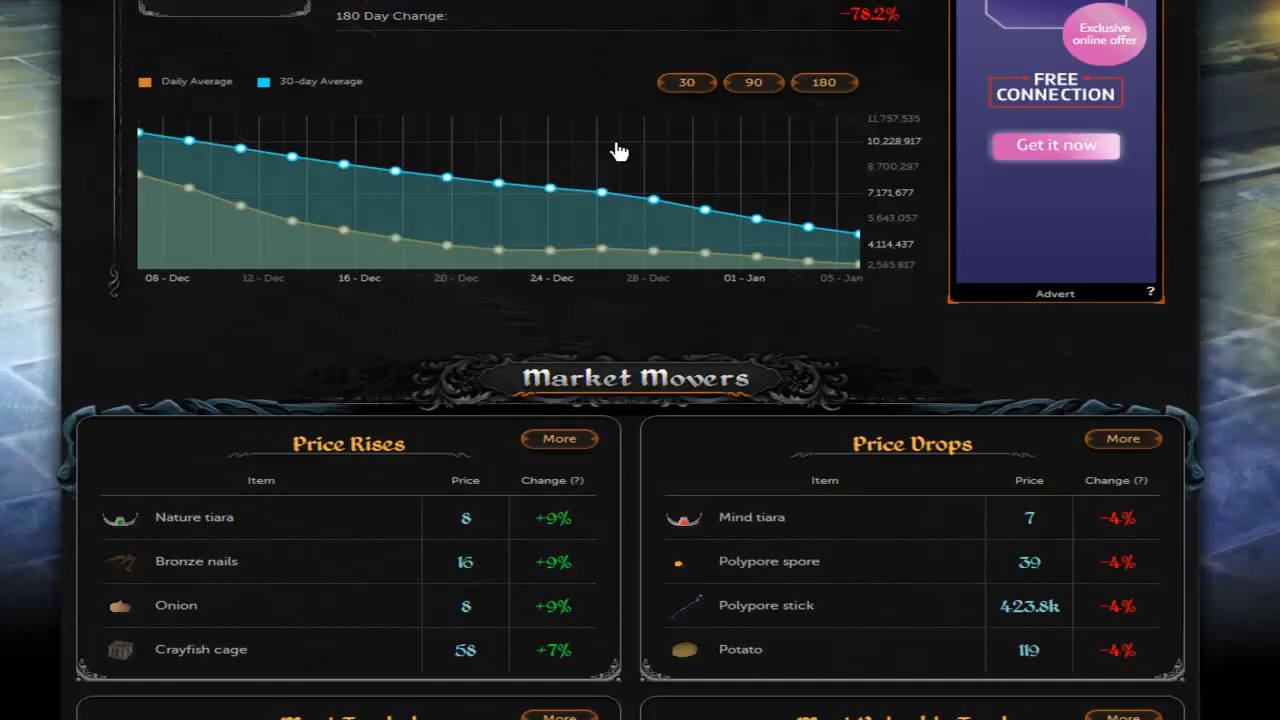 180 Day Change: -78.2%
Exclusive
online offer
FREE
CONNECTION
Get it now
Advert ?
Daily Average 30-day Average 30 90 180
11,757,535
10,228,917
8,700,297
7,171,677
5,643,057
4,114,437
2,585,817
08 - Dec 12 - Dec 16 - Dec 20 - Dec 24 - Dec 28 - Dec 01 - Jan 05 - Jan
Market Movers
Price Rises More
Item Price Change (?)
Nature tiara 8 +9%
Bronze nails 16 +9%
Onion 8 +9%
Crayfish cage 58 +7%
Price Drops More
Item Price Change (?)
Mind tiara 7 -4%
Polypore spore 39 -4%
Polypore stick 423.8k -4%
Potato 119 -4%
More
More